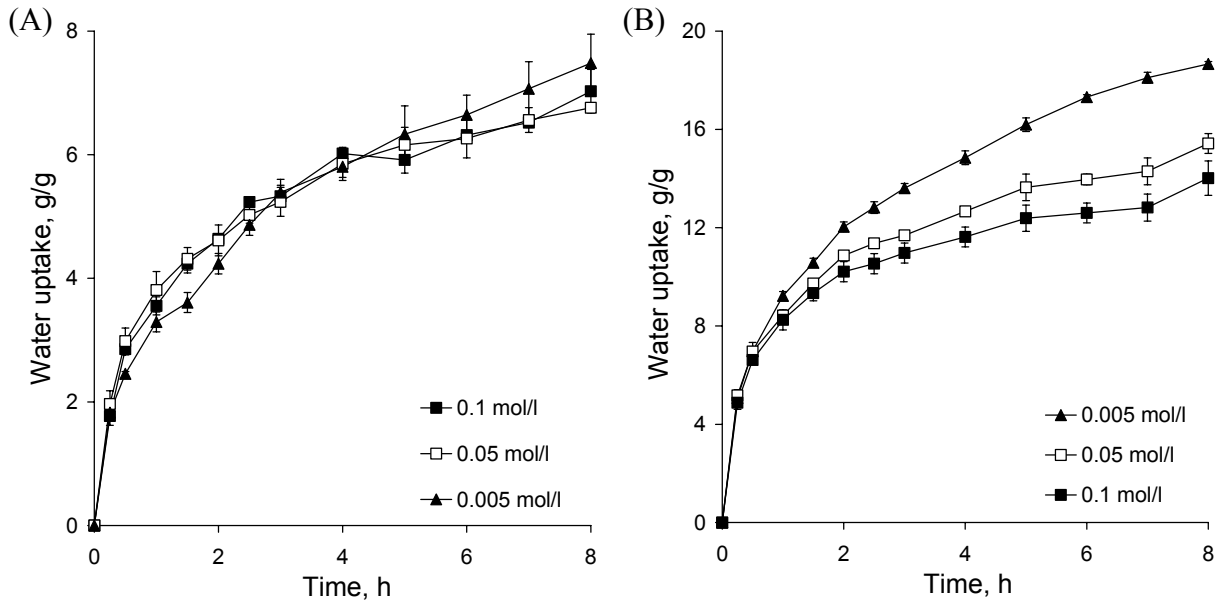 (A)
8
6
4
2
0
Water uptake, g/g
0 2 4 6 8
Time, h
0.1 mol/l
0.05 mol/l
0.005 mol/l
(B)
20
16
12
8
4
0
Water uptake, g/g
0 2 4 6 8
Time, h
0.005 mol/l
0.05 mol/l
0.1 mol/l